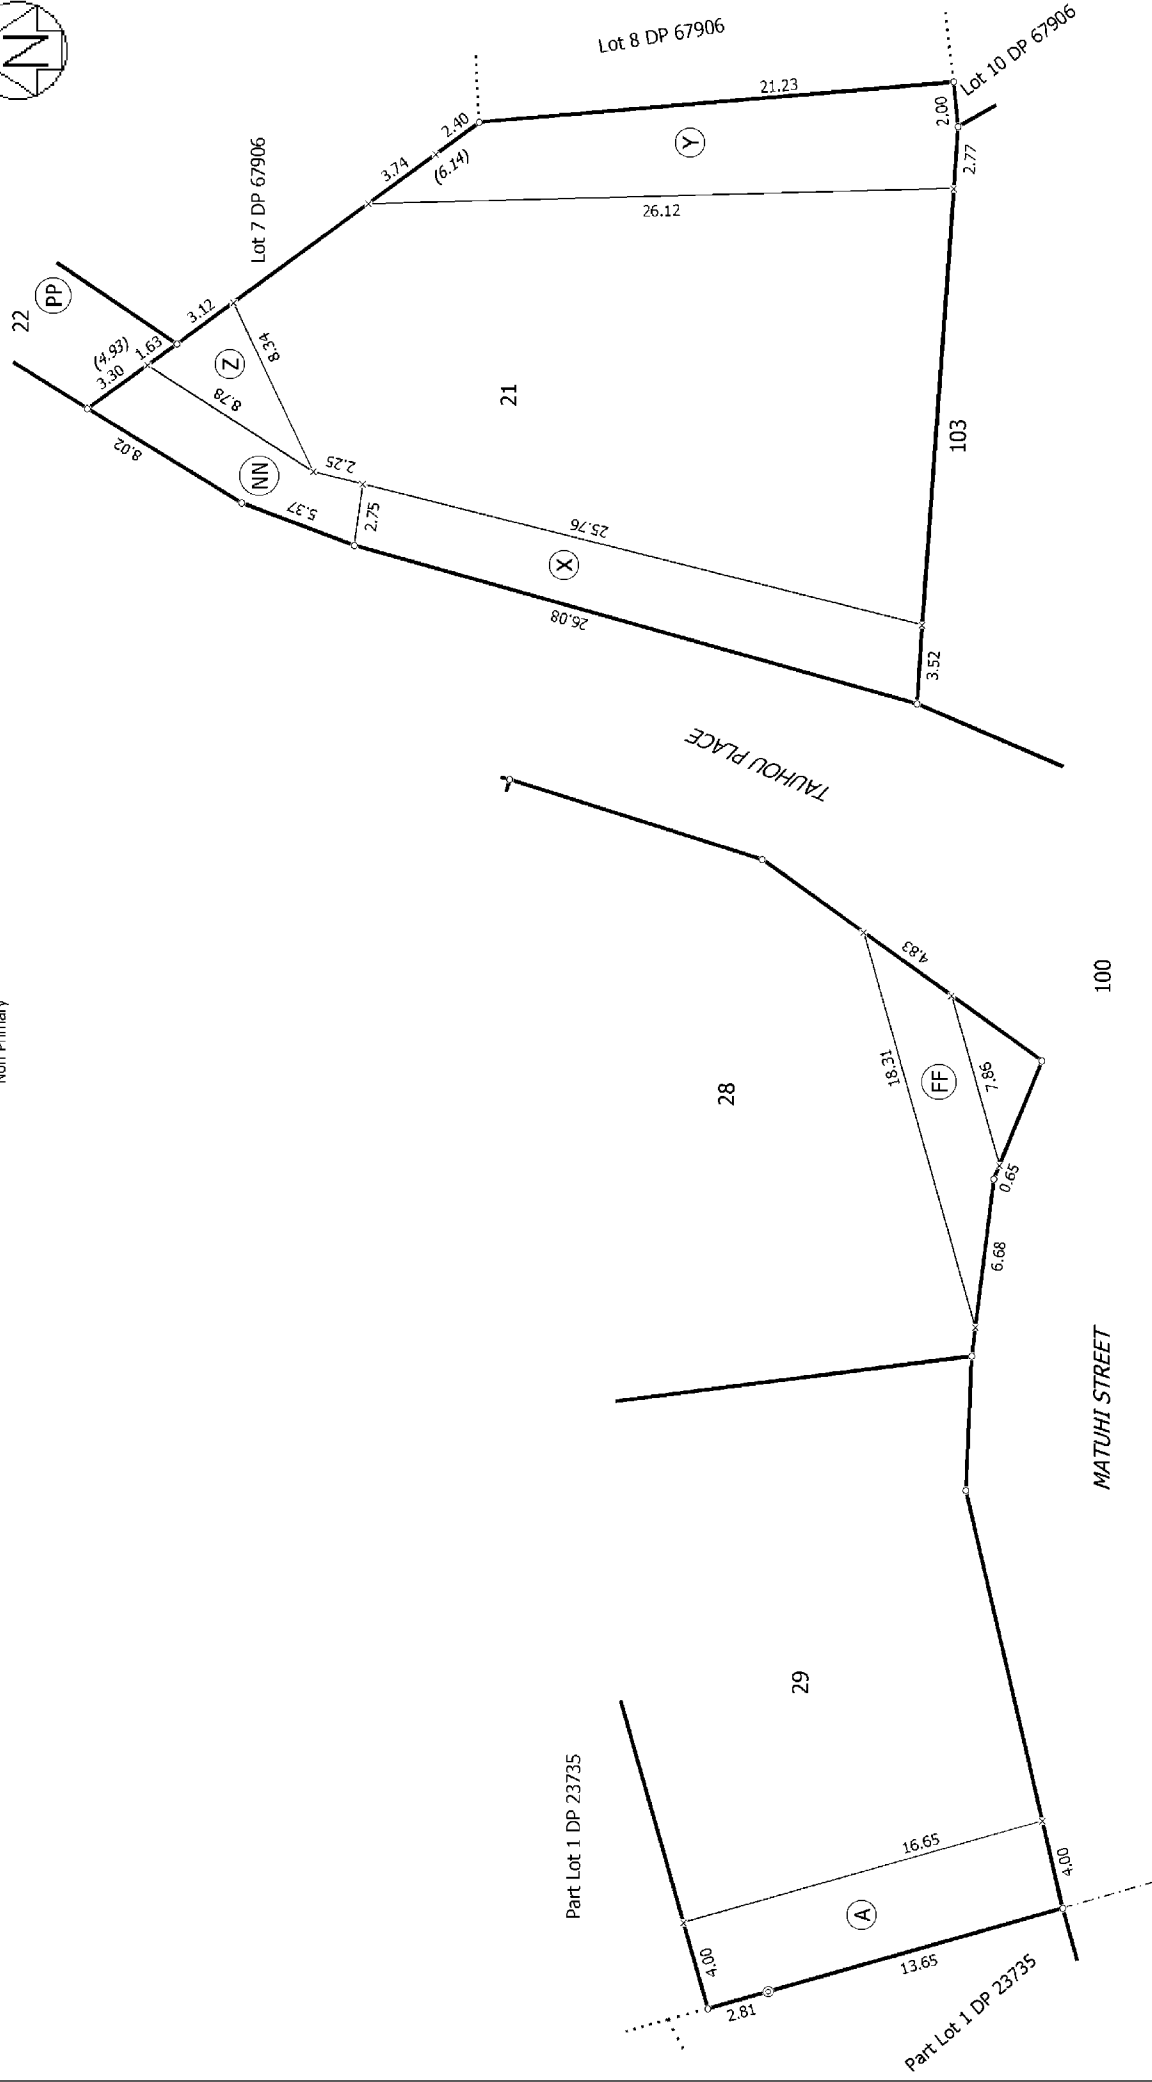 N
Lot 8 DP 67906
Lot 10 DP 67906
21.23
2.00
2.40
(6.14)
3.74
Y
2.77
Lot 7 DP 67906
26.12
22
PP
3.12
(4.93)
1.63
3.30
Z
8.34
8.78
21
103
8.02
NN
2.25
5.37
2.75
25.76
X
26.08
3.52
TAUHOU PLACE
Non Primary
4.83
100
28
18.31
FF
7.86
0.65
6.68
MATUHI STREET
29
Part Lot 1 DP 23735
16.65
4.00
A
4.00
13.65
2.81
Part Lot 1 DP 23735